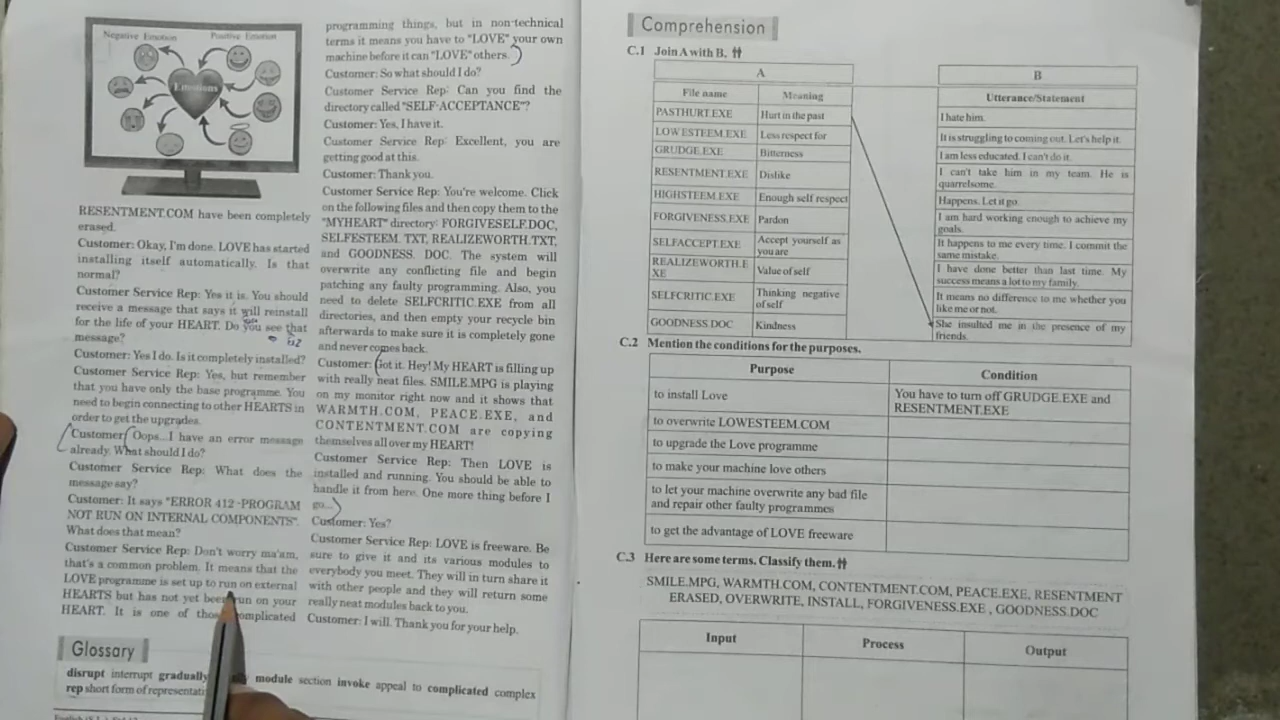 Negative Emotion Positive Emotion
Emotions
RESENTMENT.COM have been completely
erased.
Customer: Okay, I'm done. LOVE has started
installing itself automatically. Is that
normal?
Customer Service Rep: Yes it is. You should
receive a message that says it will reinstall
for the life of your HEART. Do you see that
message?
Customer: Yes I do. Is it completely installed?
Customer Service Rep: Yes, but remember
that you have only the base programme. You
need to begin connecting to other HEARTS in
order to get the upgrades.
Customer: Oops...I have an error message
already. What should I do?
Customer Service Rep: What does the
message say?
Customer: It says "ERROR 412 -PROGRAM
NOT RUN ON INTERNAL COMPONENTS".
What does that mean?
Customer Service Rep: Don't worry ma'am,
that's a common problem. It means that the
LOVE programme is set up to run on external
HEARTS but has not yet been run on your
HEART. It is one of those complicated
programming things, but in non-technical
terms it means you have to "LOVE" your own
machine before it can "LOVE" others.
Customer: So what should I do?
Customer Service Rep: Can you find the
directory called "SELF-ACCEPTANCE"?
Customer: Yes, I have it.
Customer Service Rep: Excellent, you are
getting good at this.
Customer: Thank you.
Customer Service Rep: You're welcome. Click
on the following files and then copy them to the
"MYHEART" directory: FORGIVESELF.DOC,
SELFESTEEM. TXT, REALIZEWORTH.TXT,
and GOODNESS. DOC. The system will
overwrite any conflicting file and begin
patching any faulty programming. Also, you
need to delete SELFCRITIC.EXE from all
directories, and then empty your recycle bin
afterwards to make sure it is completely gone
and never comes back.
Customer: Got it. Hey! My HEART is filling up
with really neat files. SMILE.MPG is playing
on my monitor right now and it shows that
WARMTH.COM, PEACE.EXE, and
CONTENTMENT.COM are copying
themselves all over my HEART!
Customer Service Rep: Then LOVE is
installed and running. You should be able to
handle it from here. One more thing before I
go...
Customer: Yes?
Customer Service Rep: LOVE is freeware. Be
sure to give it and its various modules to
everybody you meet. They will in turn share it
with other people and they will return some
really neat modules back to you.
Customer: I will. Thank you for your help.
Glossary
disrupt interrupt gradually module section invoke appeal to complicated complex
rep short form of
Comprehension
C.1 Join A with B.
A B
File name Meaning Utterance/Statement
PASTHURT.EXE Hurt in the past I hate him.
LOWESTEEM.EXE Less respect for It is struggling to coming out. Let's help it.
GRUDGE.EXE Bitterness I am less educated. I can't do it.
RESENTMENT.EXE Dislike I can't take him in my team. He is
quarrelsome.
HIGHSTEEM.EXE Enough self respect Happens. Let it go.
FORGIVENESS.EXE Pardon I am hard working enough to achieve my
goals.
SELFACCEPT.EXE Accept yourself as
you are It happens to me every time. I commit the
same mistake.
REALIZEWORTH.E
XE Value of self I have done better than last time. My
success means a lot to my family.
SELFCRITIC.EXE Thinking negative
of self It means no difference to me whether you
like me or not.
GOODNESS.DOC Kindness She insulted me in the presence of my
friends.
C.2 Mention the conditions for the purposes.
Purpose Condition
to install Love You have to turn off GRUDGE.EXE and
RESENTMENT.EXE
to overwrite LOWESTEEM.COM
to upgrade the Love programme
to make your machine love others
to let your machine overwrite any bad file
and repair other faulty programmes
to get the advantage of LOVE freeware
C.3 Here are some terms. Classify them.
SMILE.MPG, WARMTH.COM, CONTENTMENT.COM, PEACE.EXE, RESENTMENT
ERASED, OVERWRITE, INSTALL, FORGIVENESS.EXE , GOODNESS.DOC
Input Process Output